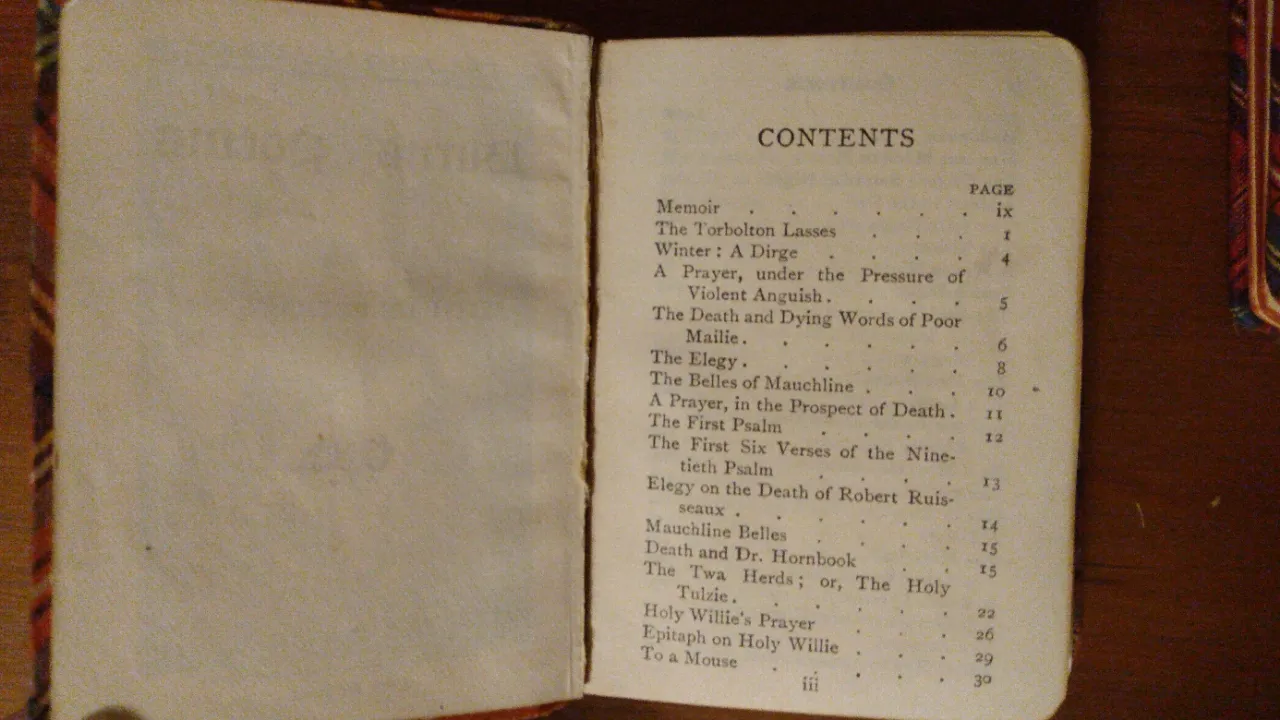 CONTENTS
PAGE
Memoir . . . . . . ix
The Torbolton Lasses . . . 1
Winter: A Dirge . . . . 4
A Prayer, under the Pressure of
Violent Anguish . . . . 5
The Death and Dying Words of Poor
Mailie . . . . . . 6
The Elegy . . . . . . 8
The Belles of Mauchline . . . 10
A Prayer, in the Prospect of Death . 11
The First Psalm . . . . 12
The First Six Verses of the Nine-
tieth Psalm . . . . 13
Elegy on the Death of Robert Ruis-
seaux . . . . . . 14
Mauchline Belles . . . . 15
Death and Dr. Hornbook . . 15
The Twa Herds; or, The Holy
Tulzie . . . . . . 22
Holy Willie's Prayer . . . 26
Epitaph on Holy Willie . . . 29
To a Mouse . . . . . 30
iii